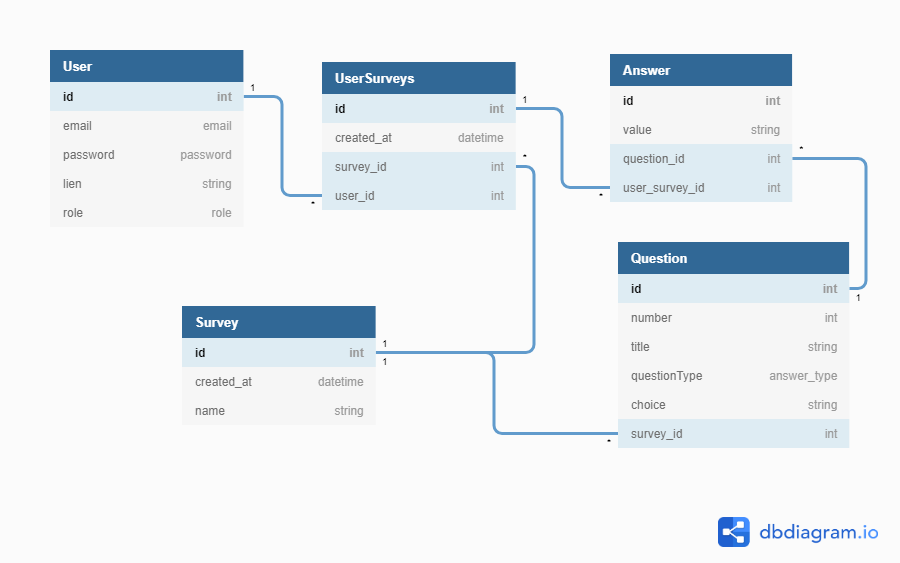 User
id int
email email
password password
lien string
role role
1
*
UserSurveys
id int
created_at datetime
survey_id int
user_id int
1
*
*
Answer
id int
value string
question_id int
user_survey_id int
*
1
Question
id int
number int
title string
questionType answer_type
choice string
survey_id int
*
Survey
id int
created_at datetime
name string
1
1
dbdiagram.io